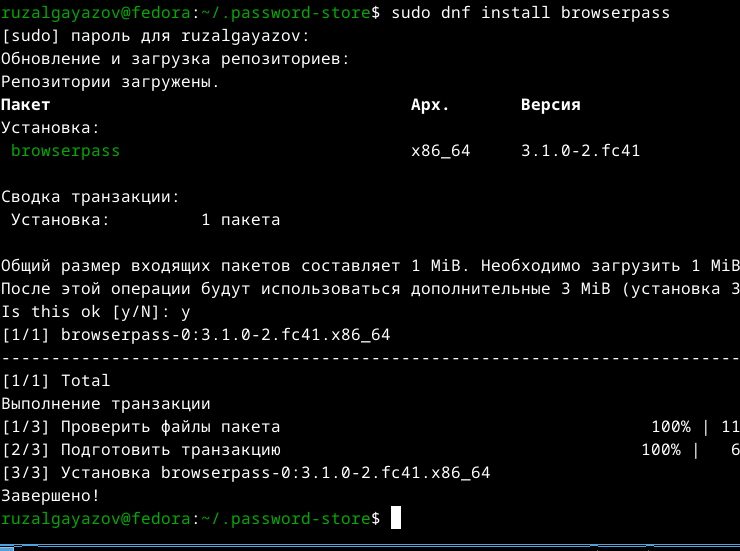 ruzalgayazov@fedora:~/.password-store$ sudo dnf install browserpass
[sudo] пароль для ruzalgayazov:
Обновление и загрузка репозиториев:
Репозитории загружены.
Пакет Арх. Версия
Установка:
browserpass x86_64 3.1.0-2.fc41
Сводка транзакции:
Установка: 1 пакета
Общий размер входящих пакетов составляет 1 MiB. Необходимо загрузить 1 MiB
После этой операции будут использоваться дополнительные 3 MiB (установка 3
Is this ok [y/N]: y
[1/1] browserpass-0:3.1.0-2.fc41.x86_64
--------------------------------------------------------------------------
[1/1] Total
Выполнение транзакции
[1/3] Проверить файлы пакета 100% | 11
[2/3] Подготовить транзакцию 100% | 6
[3/3] Установка browserpass-0:3.1.0-2.fc41.x86_64
Завершено!
ruzalgayazov@fedora:~/.password-store$